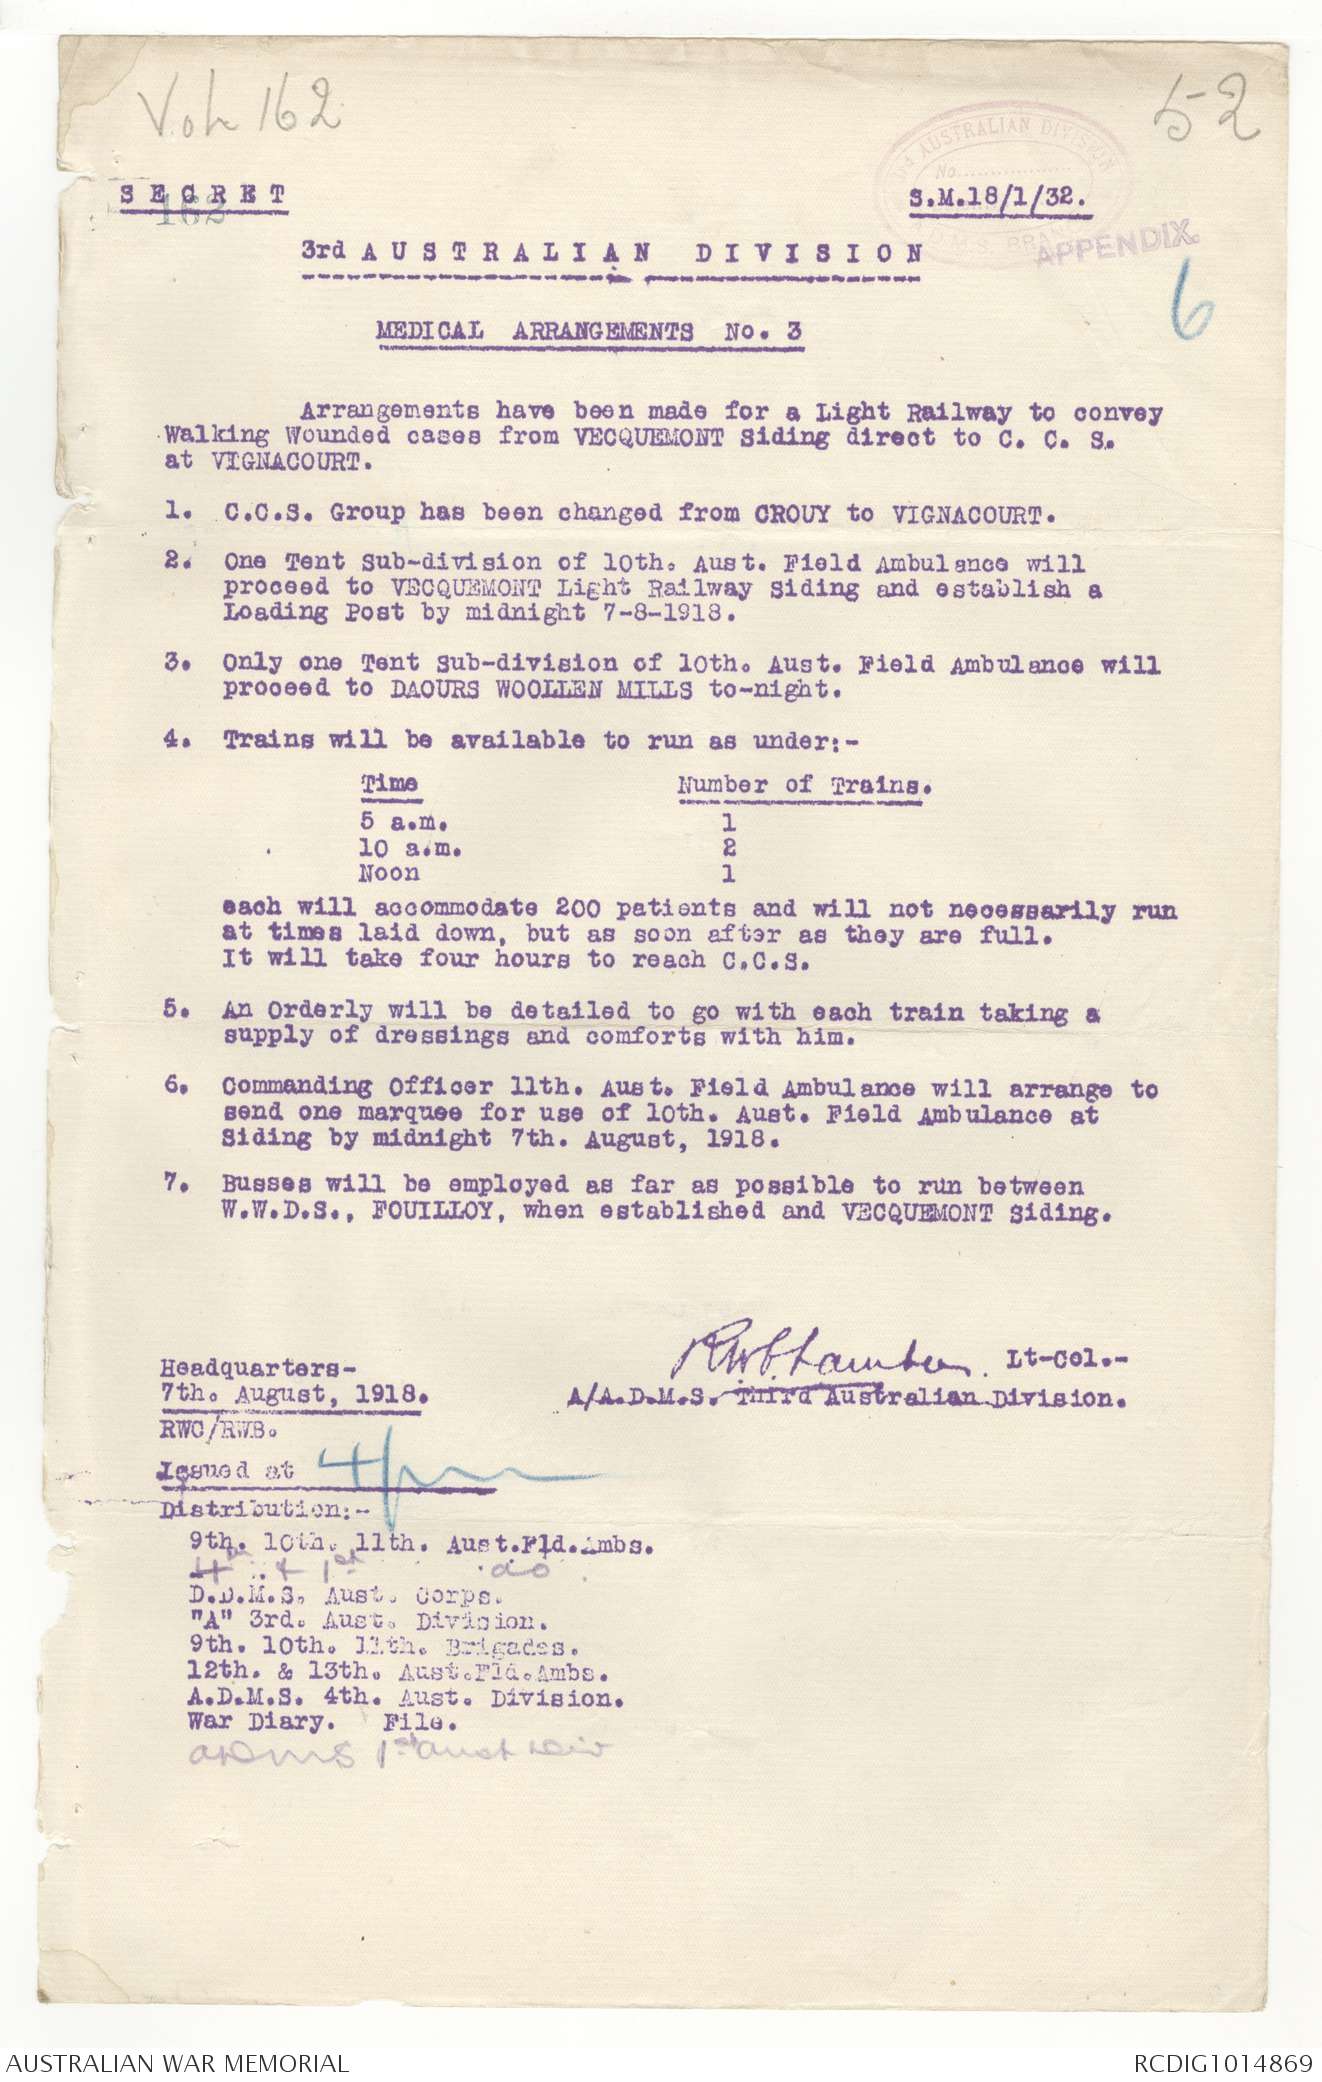 Vol 162
52
3RD AUSTRALIAN DIVISION
No.
SECRET
162
S.M.18/1/32.
APPENDIX.
6
3rd AUSTRALIAN DIVISION
MEDICAL ARRANGEMENTS No. 3
Arrangements have been made for a Light Railway to convey
Walking Wounded cases from VECQUEMONT Siding direct to C. C. S.
at VIGNACOURT.
1. C.C.S. Group has been changed from CROUY to VIGNACOURT.
2. One Tent Sub-division of 10th. Aust. Field Ambulance will
proceed to VECQUEMONT Light Railway Siding and establish a
Loading Post by midnight 7-8-1918.
3. Only one Tent Sub-division of 10th. Aust. Field Ambulance will
proceed to DAOURS WOOLLEN MILLS to-night.
4. Trains will be available to run as under:-
Time Number of Trains.
5 a.m. 1
10 a.m. 2
Noon 1
each will accommodate 200 patients and will not necessarily run
at times laid down, but as soon after as they are full.
It will take four hours to reach C.C.S.
5. An Orderly will be detailed to go with each train taking a
supply of dressings and comforts with him.
6. Commanding Officer 11th. Aust. Field Ambulance will arrange to
send one marquee for use of 10th. Aust. Field Ambulance at
Siding by midnight 7th. August, 1918.
7. Busses will be employed as far as possible to run between
W.W.D.S., FOUILLOY, when established and VECQUEMONT Siding.
Lt-Col.-
Headquarters-
7th. August, 1918.
A/A.D.M.S. Third Australian Division.
RWC/RWB.
Issued at 4pm
Distribution:-
9th. 10th. 11th. Aust.Fld.Ambs.
4th & 1st do
D.D.M.S. Aust. Corps.
"A" 3rd. Aust. Division.
9th. 10th. 11th. Brigades.
12th. & 13th. Aust.Fld.Ambs.
A.D.M.S. 4th. Aust. Division.
War Diary. File.
ADMS 1st Aust Div
AUSTRALIAN WAR MEMORIAL
RCDIG1014869